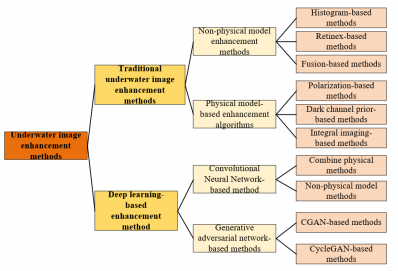 Underwater image
enhancement
methods
Traditional
underwater image
enhancement
methods
Deep learning-
based
enhancement
method
Non-physical model
enhancement
methods
Physical model-
based enhancement
algorithms
Convolutional
Neural Network-
based method
Generative
adversarial network-
based methods
Histogram-based
methods
Retinex-based
methods
Fusion-based methods
Polarization-based
methods
Dark channel prior-
based methods
Integral imaging-
based methods
Combine physical
methods
Non-physical model
methods
CGAN-based methods
CycleGAN-based
methods